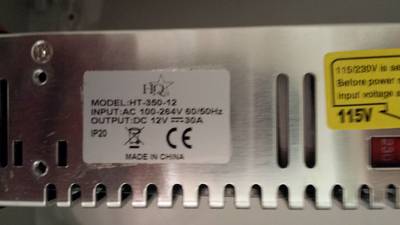 HQ
MODEL:HT-350-12
INPUT:AC 100-264V 60/50Hz
OUTPUT:DC 12V⎓30A
IP20
CE
MADE IN CHINA
115/230V is se
Before power s
input voltage s
115V
230